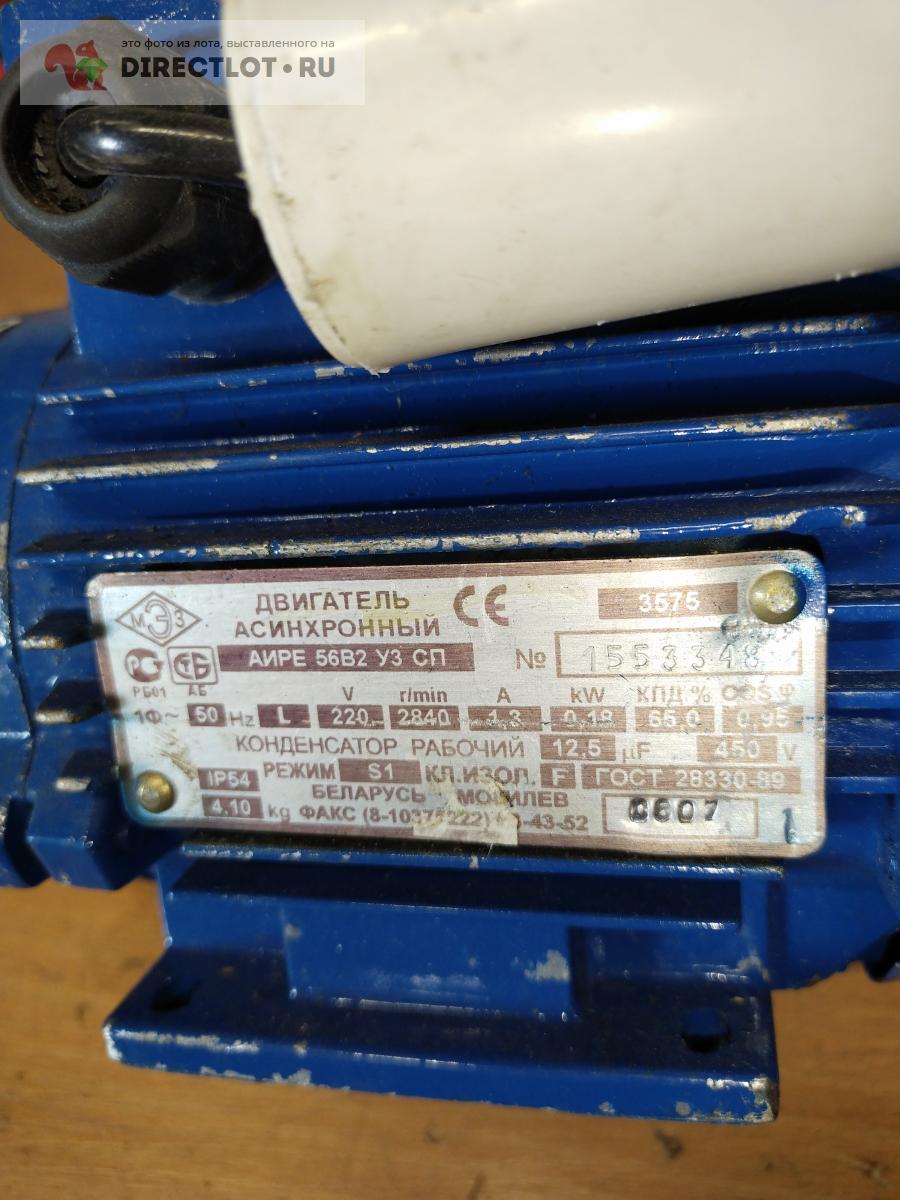 это фото из лота, выставленного на
DIRECTLOT.RU
МЭЗ
ДВИГАТЕЛЬ
АСИНХРОННЫЙ
CE
3575
АИРЕ 56В2 У3 СП
№ 1553348
РБ01
СТБ
АБ
V r/min A kW КПД.% COS φ
1Ф~ 50 Hz L 220 2840 0,18 65.0 0,95
КОНДЕНСАТОР РАБОЧИЙ 12,5 μF 450 V
IP54 РЕЖИМ S1 КЛ.ИЗОЛ. F ГОСТ 28330-89
БЕЛАРУСЬ
4.10 kg ФАКС 43-52
0607
1